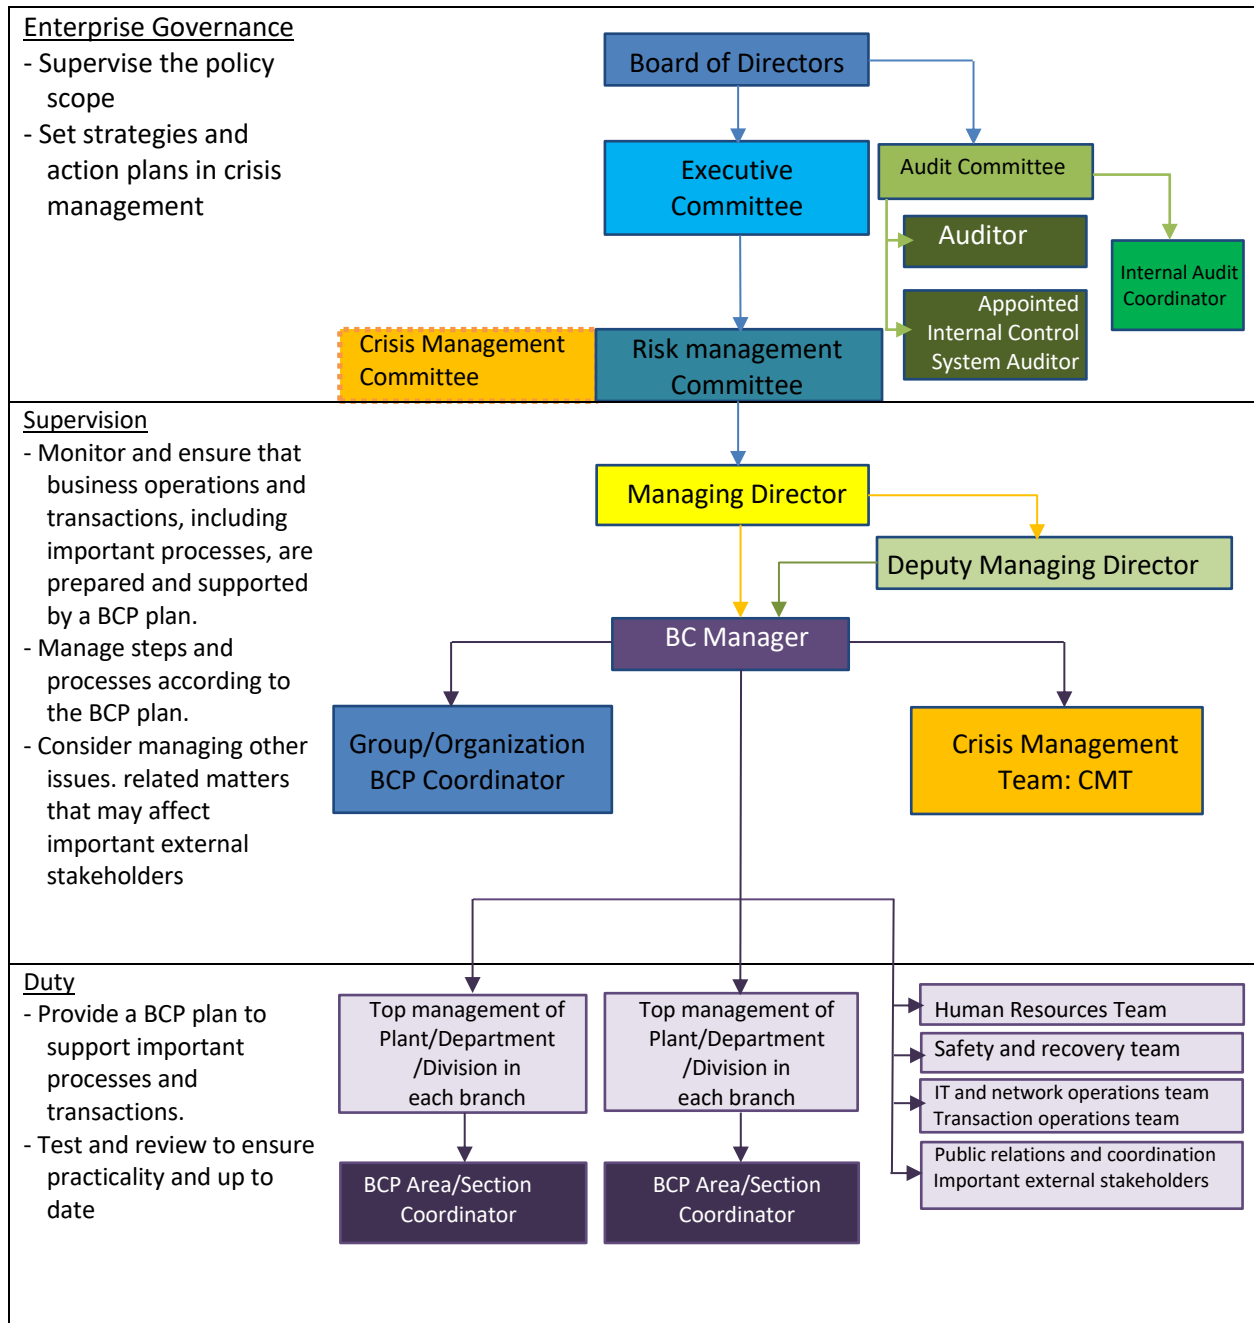 Enterprise Governance
- Supervise the policy
scope
- Set strategies and
action plans in crisis
management
Board of Directors
Executive
Committee
Audit Committee
Auditor
Internal Audit
Coordinator
Appointed
Internal Control
System Auditor
Crisis Management
Committee
Risk management
Committee
Supervision
- Monitor and ensure that
business operations and
transactions, including
important processes, are
prepared and supported
by a BCP plan.
- Manage steps and
processes according to
the BCP plan.
- Consider managing other
issues. related matters
that may affect
important external
stakeholders
Managing Director
Deputy Managing Director
BC Manager
Group/Organization
BCP Coordinator
Crisis Management
Team: CMT
Duty
- Provide a BCP plan to
support important
processes and
transactions.
- Test and review to ensure
practicality and up to
date
Top management of
Plant/Department
/Division in
each branch
Top management of
Plant/Department
/Division in
each branch
Human Resources Team
Safety and recovery team
IT and network operations team
Transaction operations team
Public relations and coordination
Important external stakeholders
BCP Area/Section
Coordinator
BCP Area/Section
Coordinator